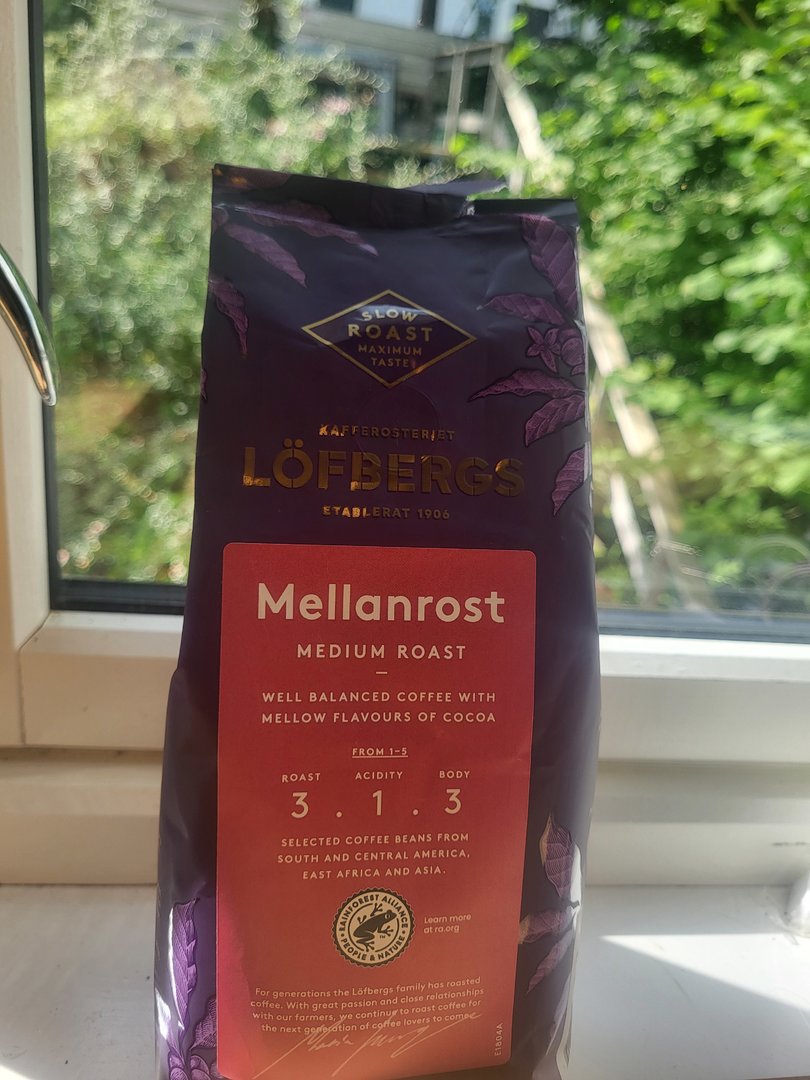 SLOW
ROAST
MAXIMUM
TASTE
KAFFEROSTERIET
LÖFBERGS
ETABLERAT 1906
Mellanrost
MEDIUM ROAST
WELL BALANCED COFFEE WITH
MELLOW FLAVOURS OF COCOA
FROM 1–5
ROAST ACIDITY BODY
3 . 1 . 3
SELECTED COFFEE BEANS FROM
SOUTH AND CENTRAL AMERICA,
EAST AFRICA AND ASIA.
RAINFOREST ALLIANCE
PEOPLE & NATURE
Learn more
at ra.org
For generations the Löfbergs family has roasted
coffee. With great passion and close relationships
with our farmers, we continue to roast coffee for
the next generation of coffee lovers to come.
E1804A